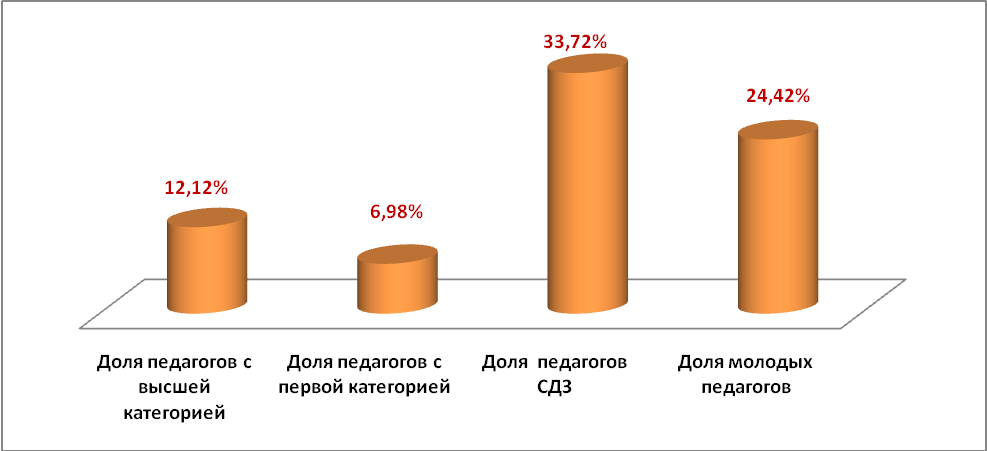 33,72%
24,42%
12,12%
6,98%
Доля педагогов с
высшей
категорией
Доля педагогов с
первой категорией
Доля педагогов
СДЗ
Доля молодых
педагогов